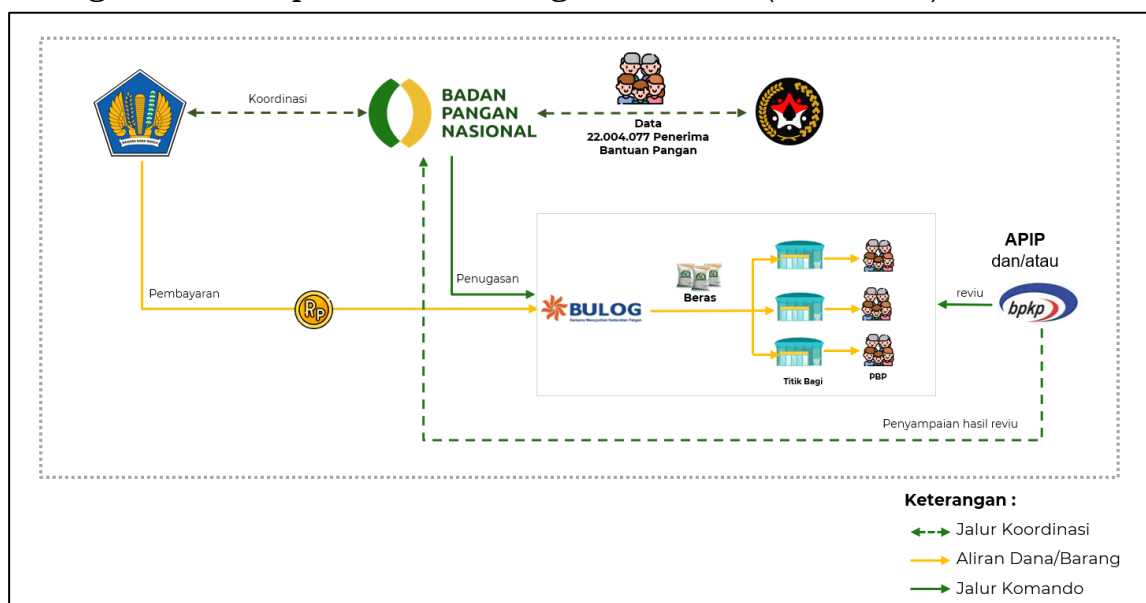 Koordinasi
BADAN
PANGAN
NASIONAL
Data
22.004.077 Penerima
Bantuan Pangan
Pembayaran
RP
Penugasan
BULOG
Beras
Titik Bagi
PBP
APIP
dan/atau
reviu
bpkp
Penyampaian hasil reviu
Keterangan :
Jalur Koordinasi
Aliran Dana/Barang
Jalur Komando